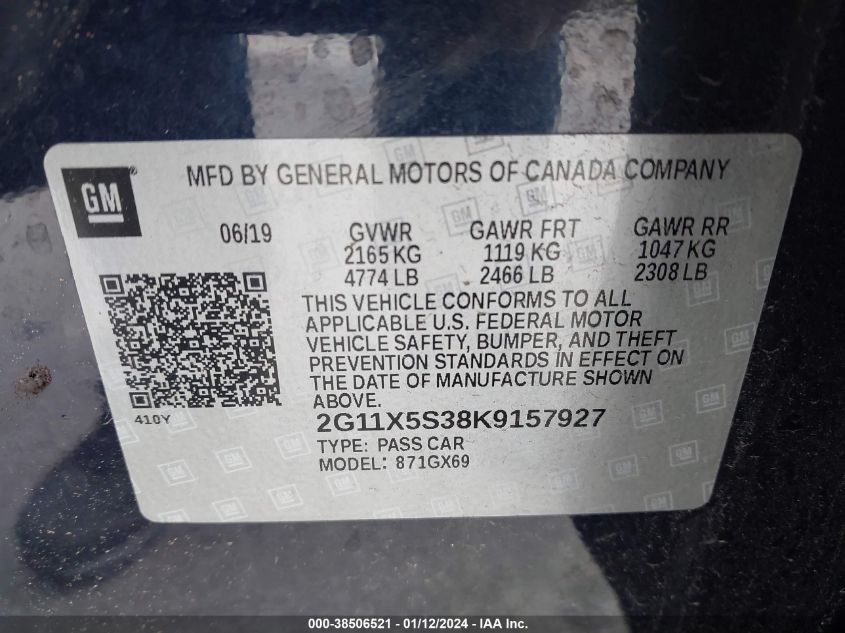 GM
MFD BY GENERAL MOTORS OF CANADA COMPANY
06/19 GVWR GAWR FRT GAWR RR
2165 KG 1119 KG 1047 KG
4774 LB 2466 LB 2308 LB
THIS VEHICLE CONFORMS TO ALL
APPLICABLE U.S. FEDERAL MOTOR
VEHICLE SAFETY, BUMPER, AND THEFT
PREVENTION STANDARDS IN EFFECT ON
THE DATE OF MANUFACTURE SHOWN
ABOVE.
410Y
2G11X5S38K9157927
TYPE: PASS CAR
MODEL: 871GX69
000-38506521 - 01/12/2024 - IAA Inc.